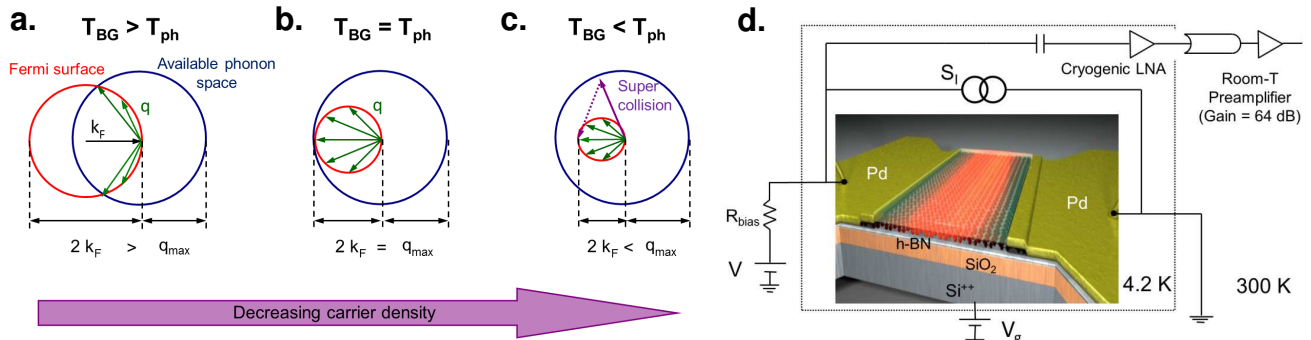 a.
T_BG > T_ph
Fermi surface
Available phonon
space
q
k_F
2 k_F > q_max
b.
T_BG = T_ph
q
2 k_F = q_max
c.
T_BG < T_ph
Super
collision
2 k_F < q_max
Decreasing carrier density
d.
Cryogenic LNA
Room-T
Preamplifier
(Gain = 64 dB)
S_I
Pd
Pd
R_bias
h-BN
SiO₂
Si⁺⁺
V
4.2 K
300 K
V_g